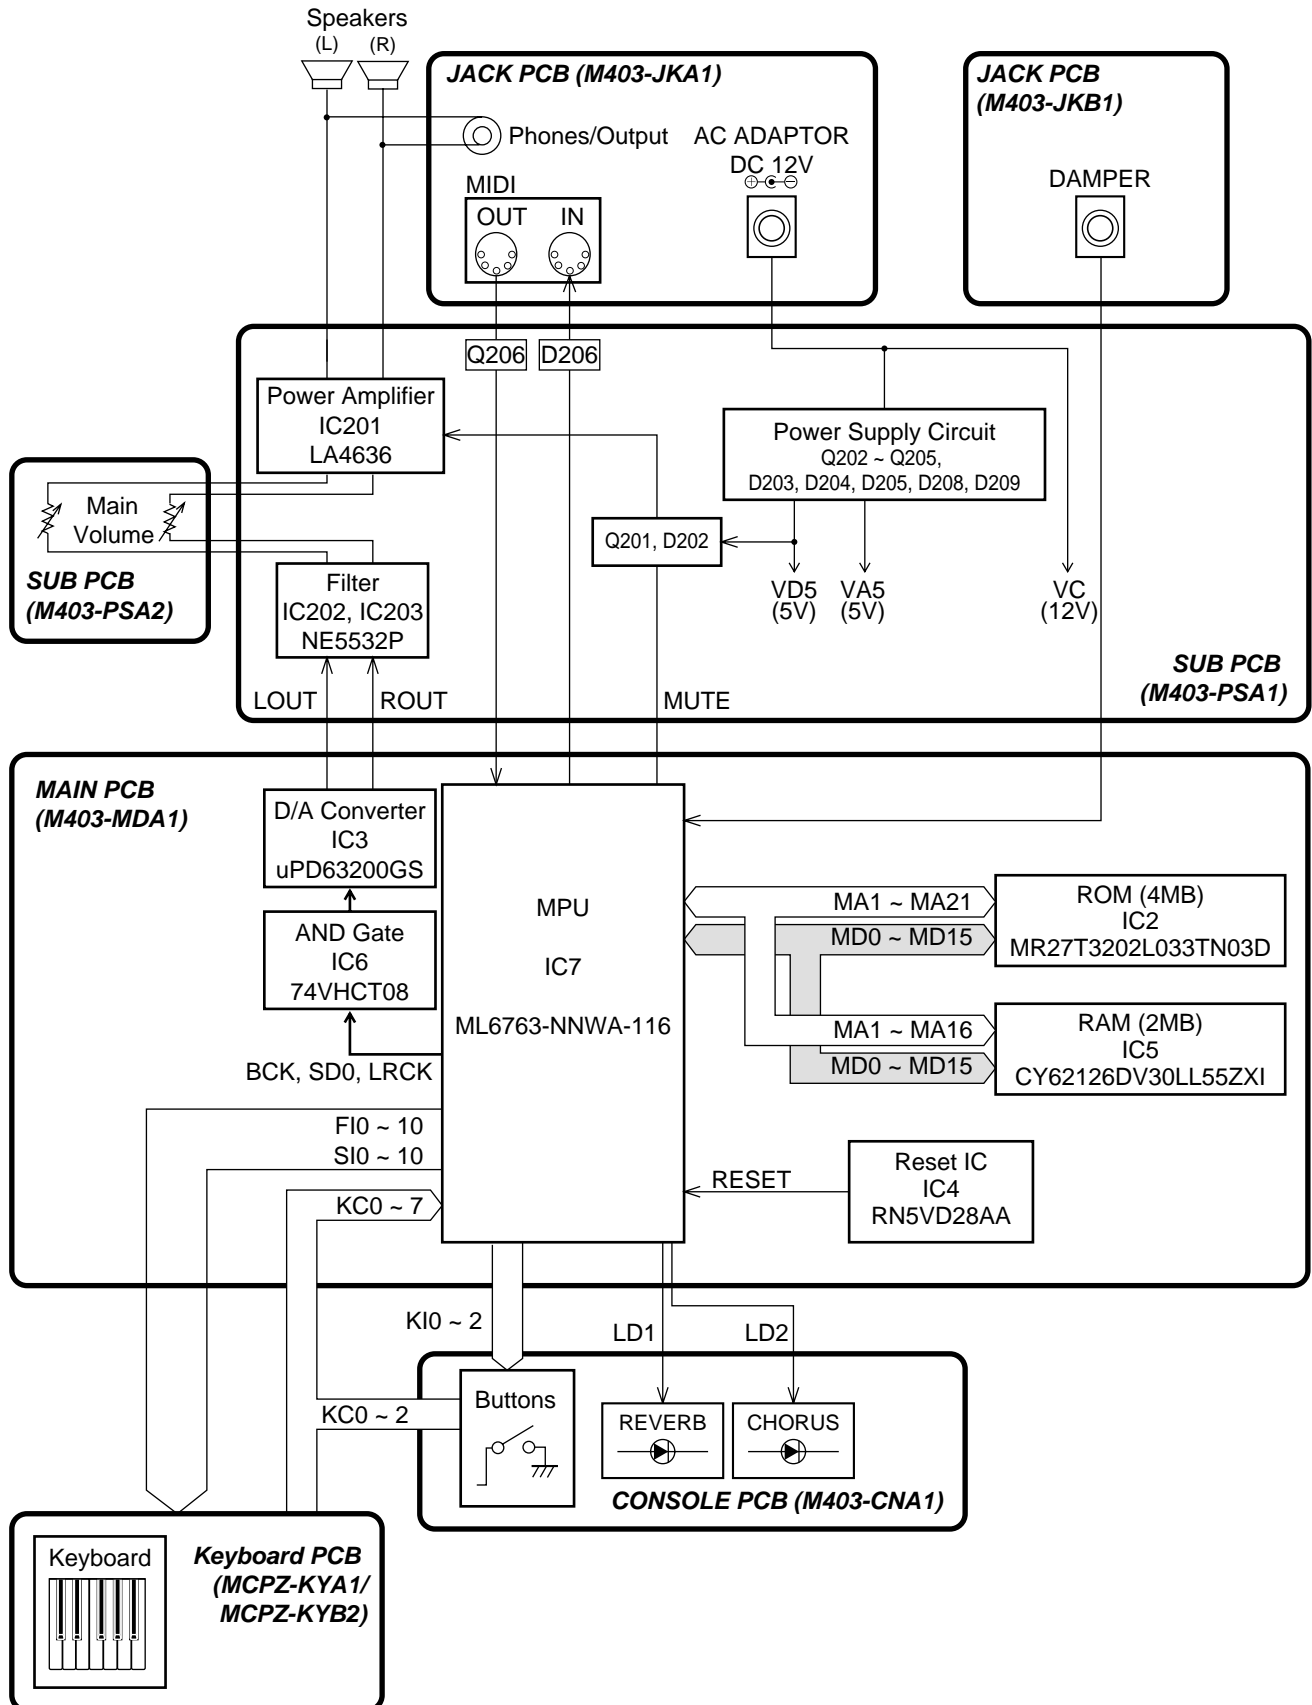 Speakers
(L) (R)
JACK PCB (M403-JKA1)
Phones/Output
AC ADAPTOR
DC 12V
MIDI
OUT IN
JACK PCB
(M403-JKB1)
DAMPER
Q206
D206
Power Amplifier
IC201
LA4636
Power Supply Circuit
Q202 ~ Q205,
D203, D204, D205, D208, D209
Main
Volume
SUB PCB
(M403-PSA2)
Q201, D202
Filter
IC202, IC203
NE5532P
VD5
(5V)
VA5
(5V)
VC
(12V)
SUB PCB
(M403-PSA1)
LOUT
ROUT
MUTE
MAIN PCB
(M403-MDA1)
D/A Converter
IC3
uPD63200GS
AND Gate
IC6
74VHCT08
BCK, SD0, LRCK
MPU
IC7
ML6763-NNWA-116
MA1 ~ MA21
MD0 ~ MD15
ROM (4MB)
IC2
MR27T3202L033TN03D
MA1 ~ MA16
MD0 ~ MD15
RAM (2MB)
IC5
CY62126DV30LL55ZXI
FI0 ~ 10
SI0 ~ 10
KC0 ~ 7
RESET
Reset IC
IC4
RN5VD28AA
KI0 ~ 2
LD1
LD2
KC0 ~ 2
Buttons
REVERB
CHORUS
CONSOLE PCB (M403-CNA1)
Keyboard
Keyboard PCB
(MCPZ-KYA1/
MCPZ-KYB2)